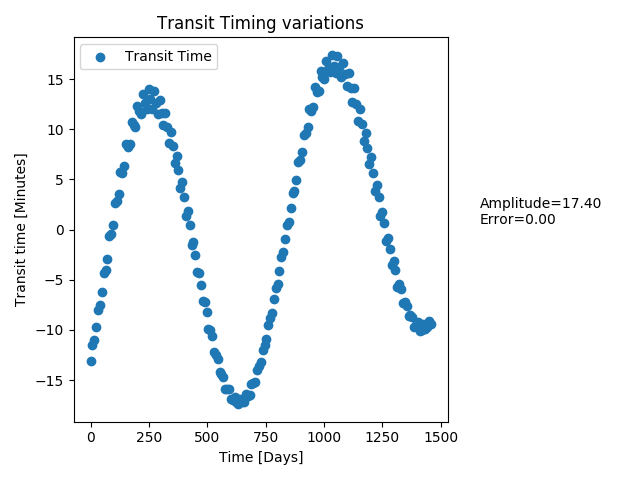 Transit Timing variations
Transit Time
Transit time [Minutes]
15
10
5
0
−5
−10
−15
0
250
500
750
1000
1250
1500
Time [Days]
Amplitude=17.40
Error=0.00